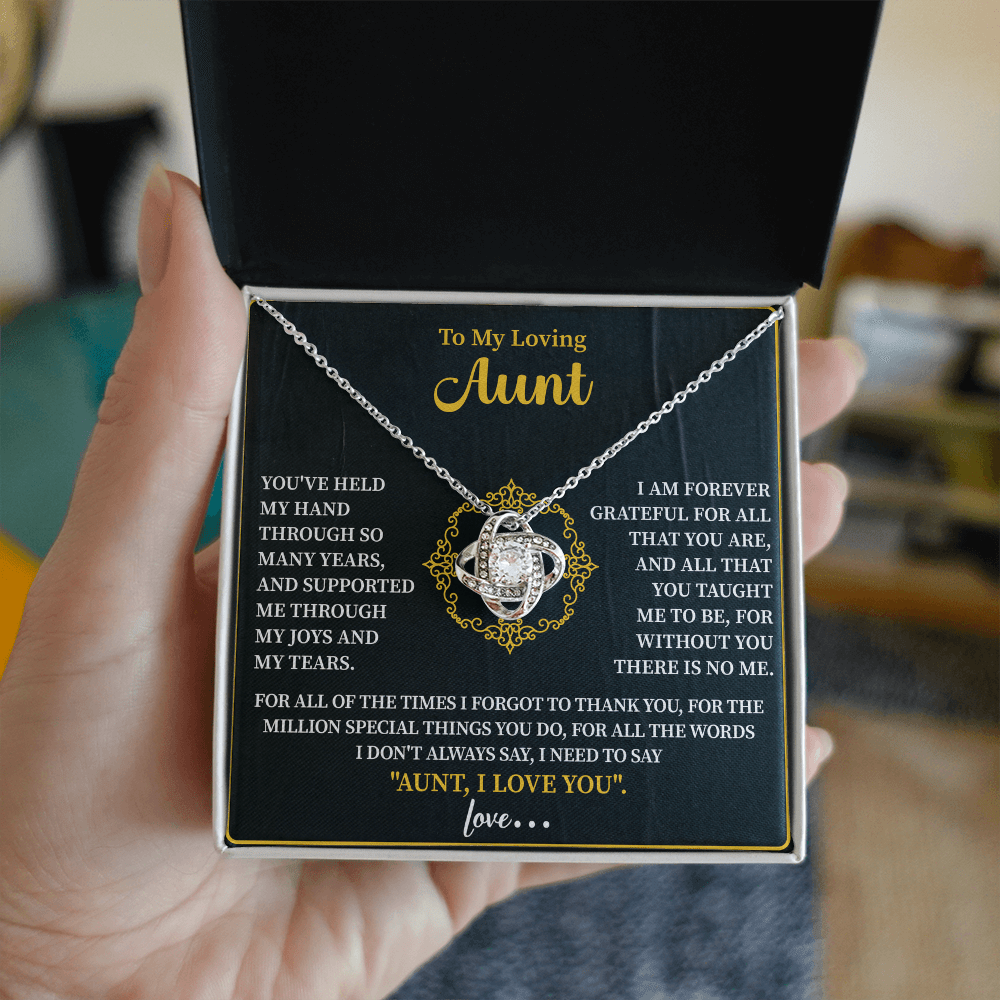 To My Loving
Aunt
YOU'VE HELD
MY HAND
THROUGH SO
MANY YEARS,
AND SUPPORTED
ME THROUGH
MY JOYS AND
MY TEARS.
I AM FOREVER
GRATEFUL FOR ALL
THAT YOU ARE,
AND ALL THAT
YOU TAUGHT
ME TO BE, FOR
WITHOUT YOU
THERE IS NO ME.
FOR ALL OF THE TIMES I FORGOT TO THANK YOU, FOR THE
MILLION SPECIAL THINGS YOU DO, FOR ALL THE WORDS
I DON'T ALWAYS SAY, I NEED TO SAY
"AUNT, I LOVE YOU".
Love...